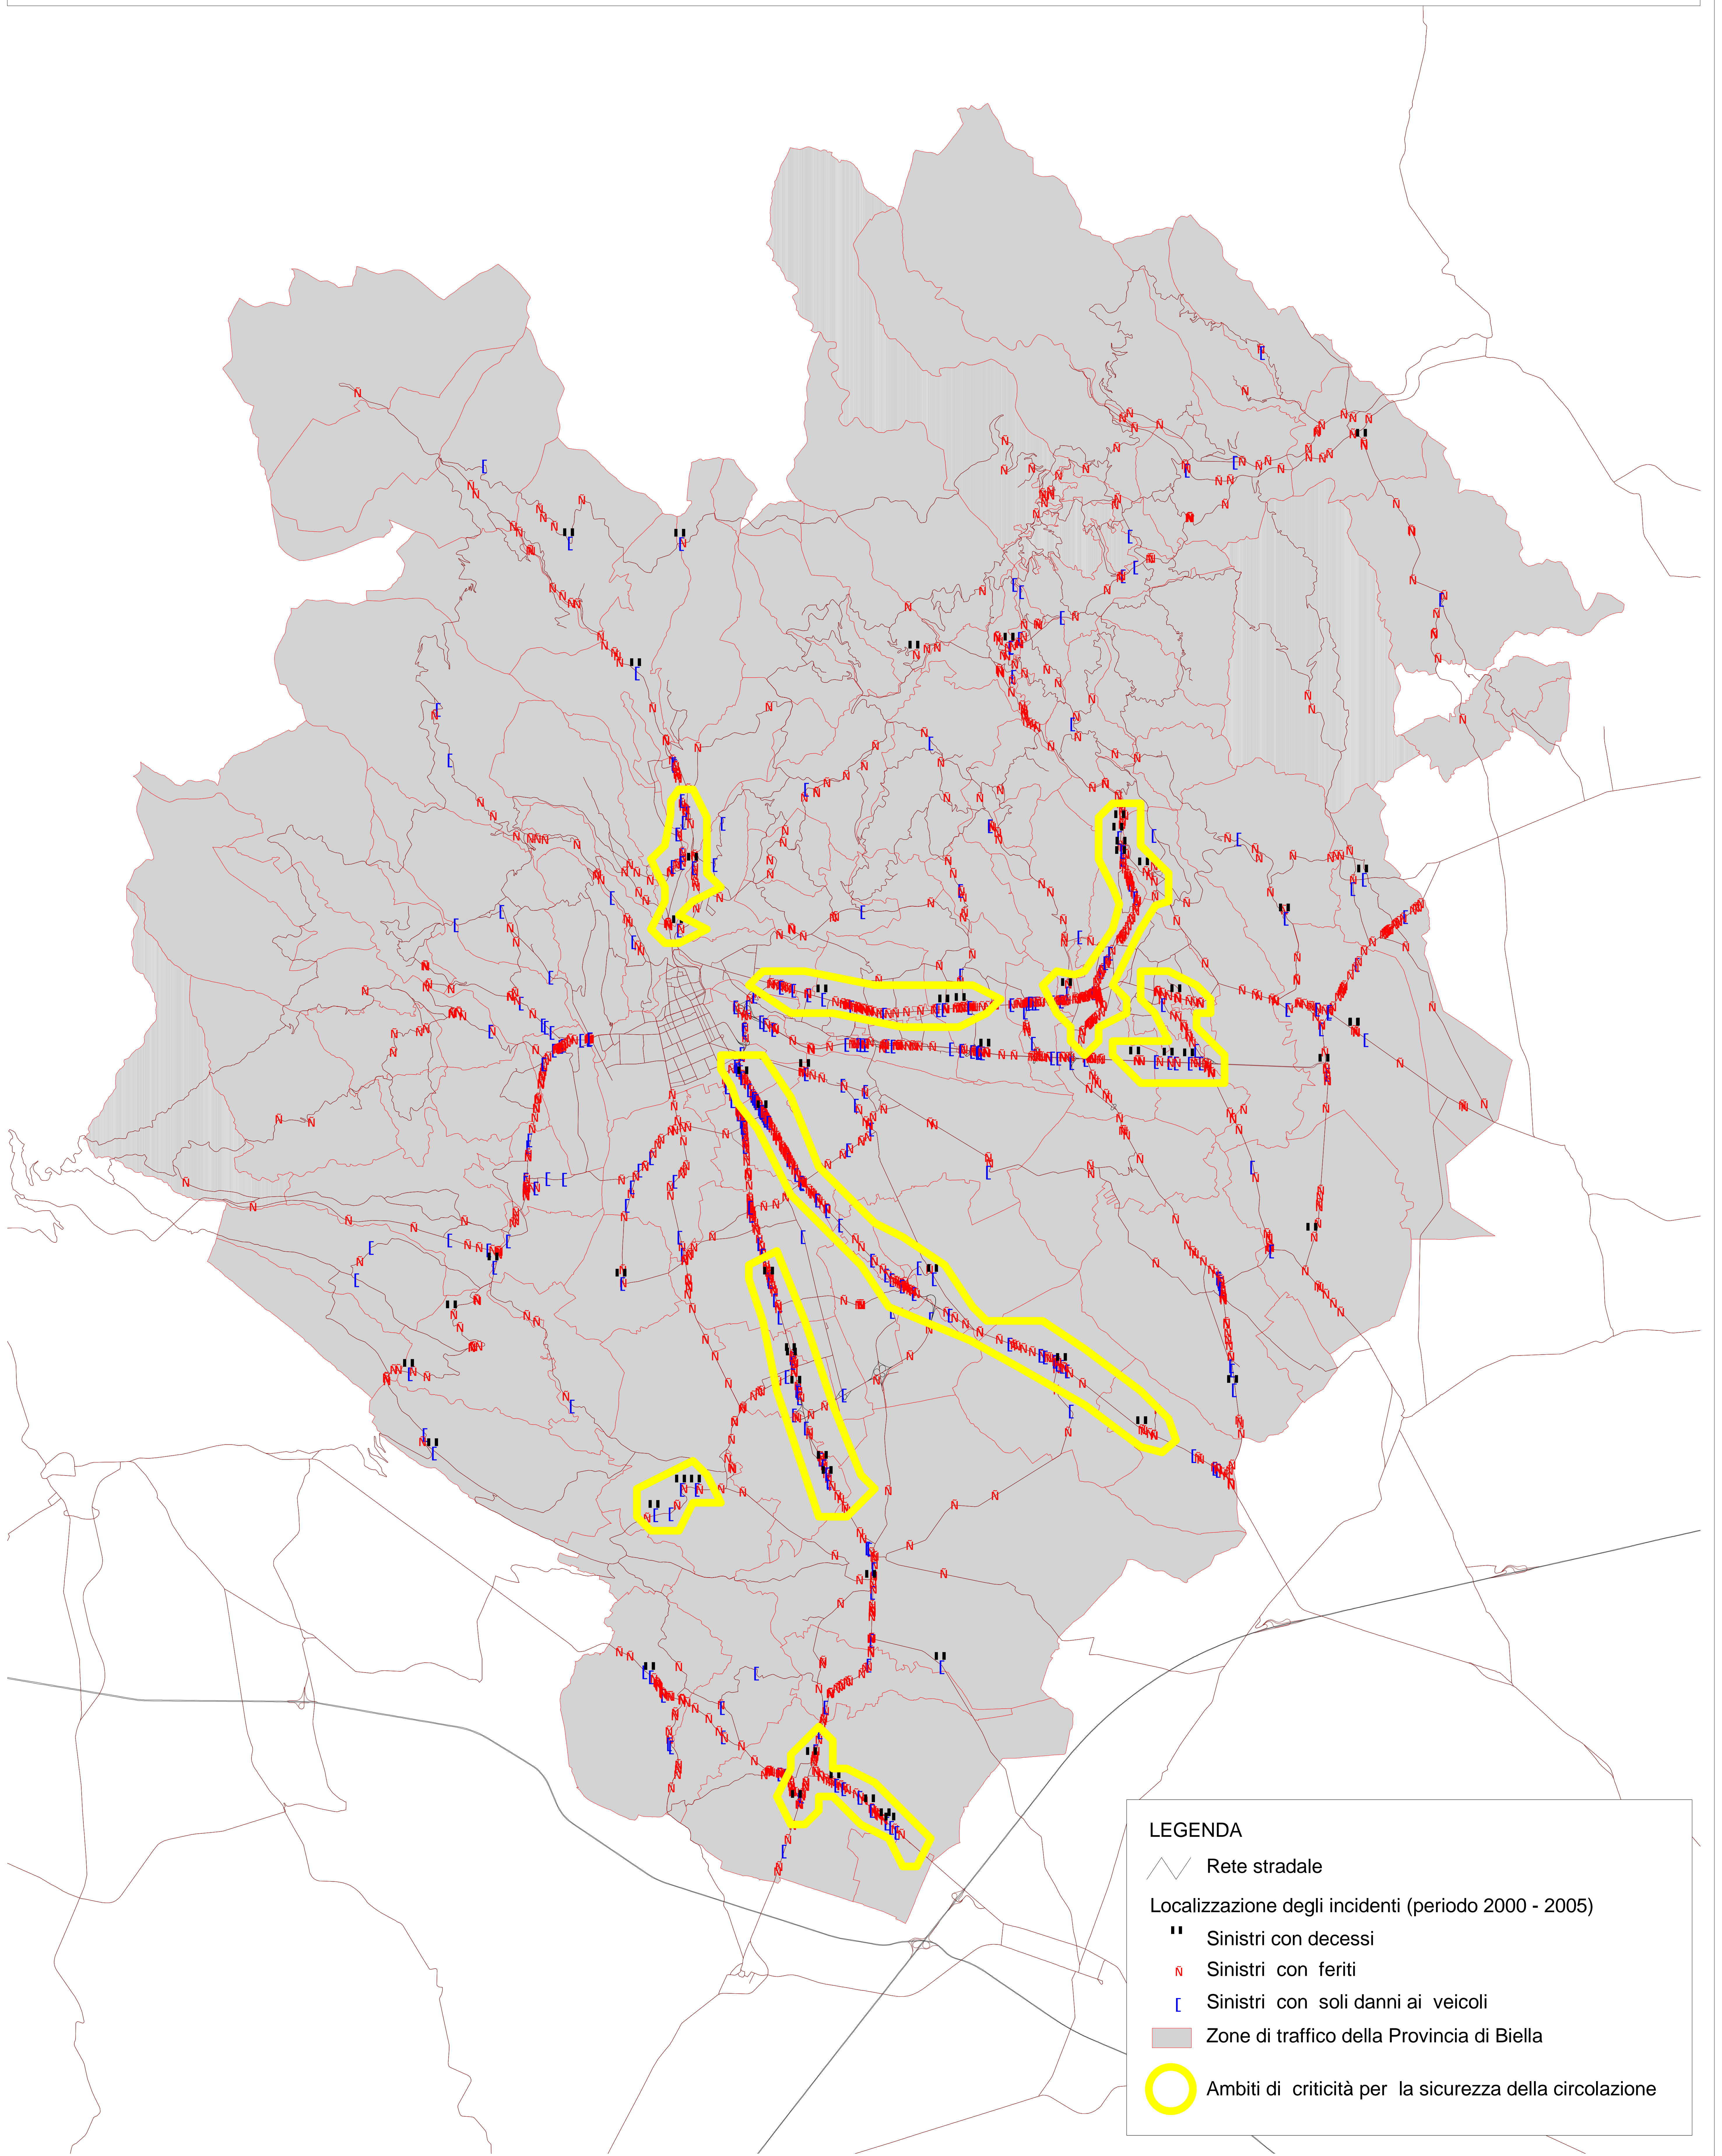 LEGENDA
Rete stradale
Localizzazione degli incidenti (periodo 2000 - 2005)
Sinistri con decessi
Ñ Sinistri con feriti
[ Sinistri con soli danni ai veicoli
Zone di traffico della Provincia di Biella
Ambiti di criticità per la sicurezza della circolazione